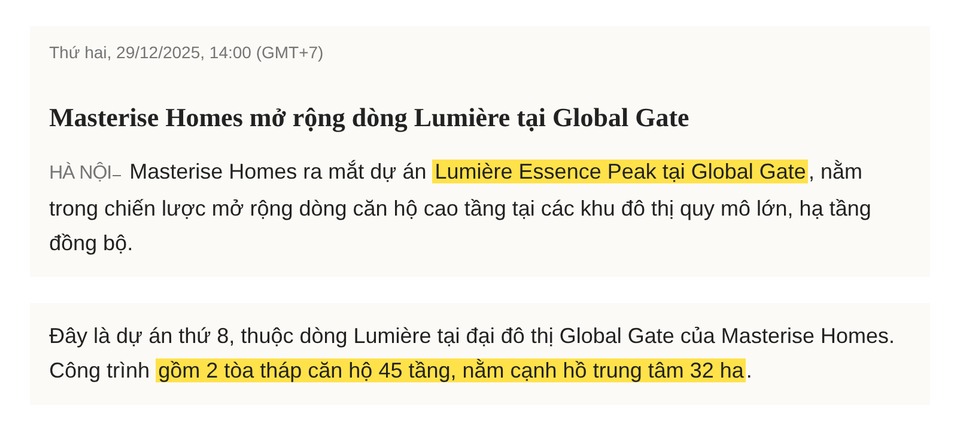 Thứ hai, 29/12/2025, 14:00 (GMT+7)
Masterise Homes mở rộng dòng Lumière tại Global Gate
HÀ NỘI– Masterise Homes ra mắt dự án Lumière Essence Peak tại Global Gate, nằm
trong chiến lược mở rộng dòng căn hộ cao tầng tại các khu đô thị quy mô lớn, hạ tầng
đồng bộ.
Đây là dự án thứ 8, thuộc dòng Lumière tại đại đô thị Global Gate của Masterise Homes.
Công trình gồm 2 tòa tháp căn hộ 45 tầng, nằm cạnh hồ trung tâm 32 ha.